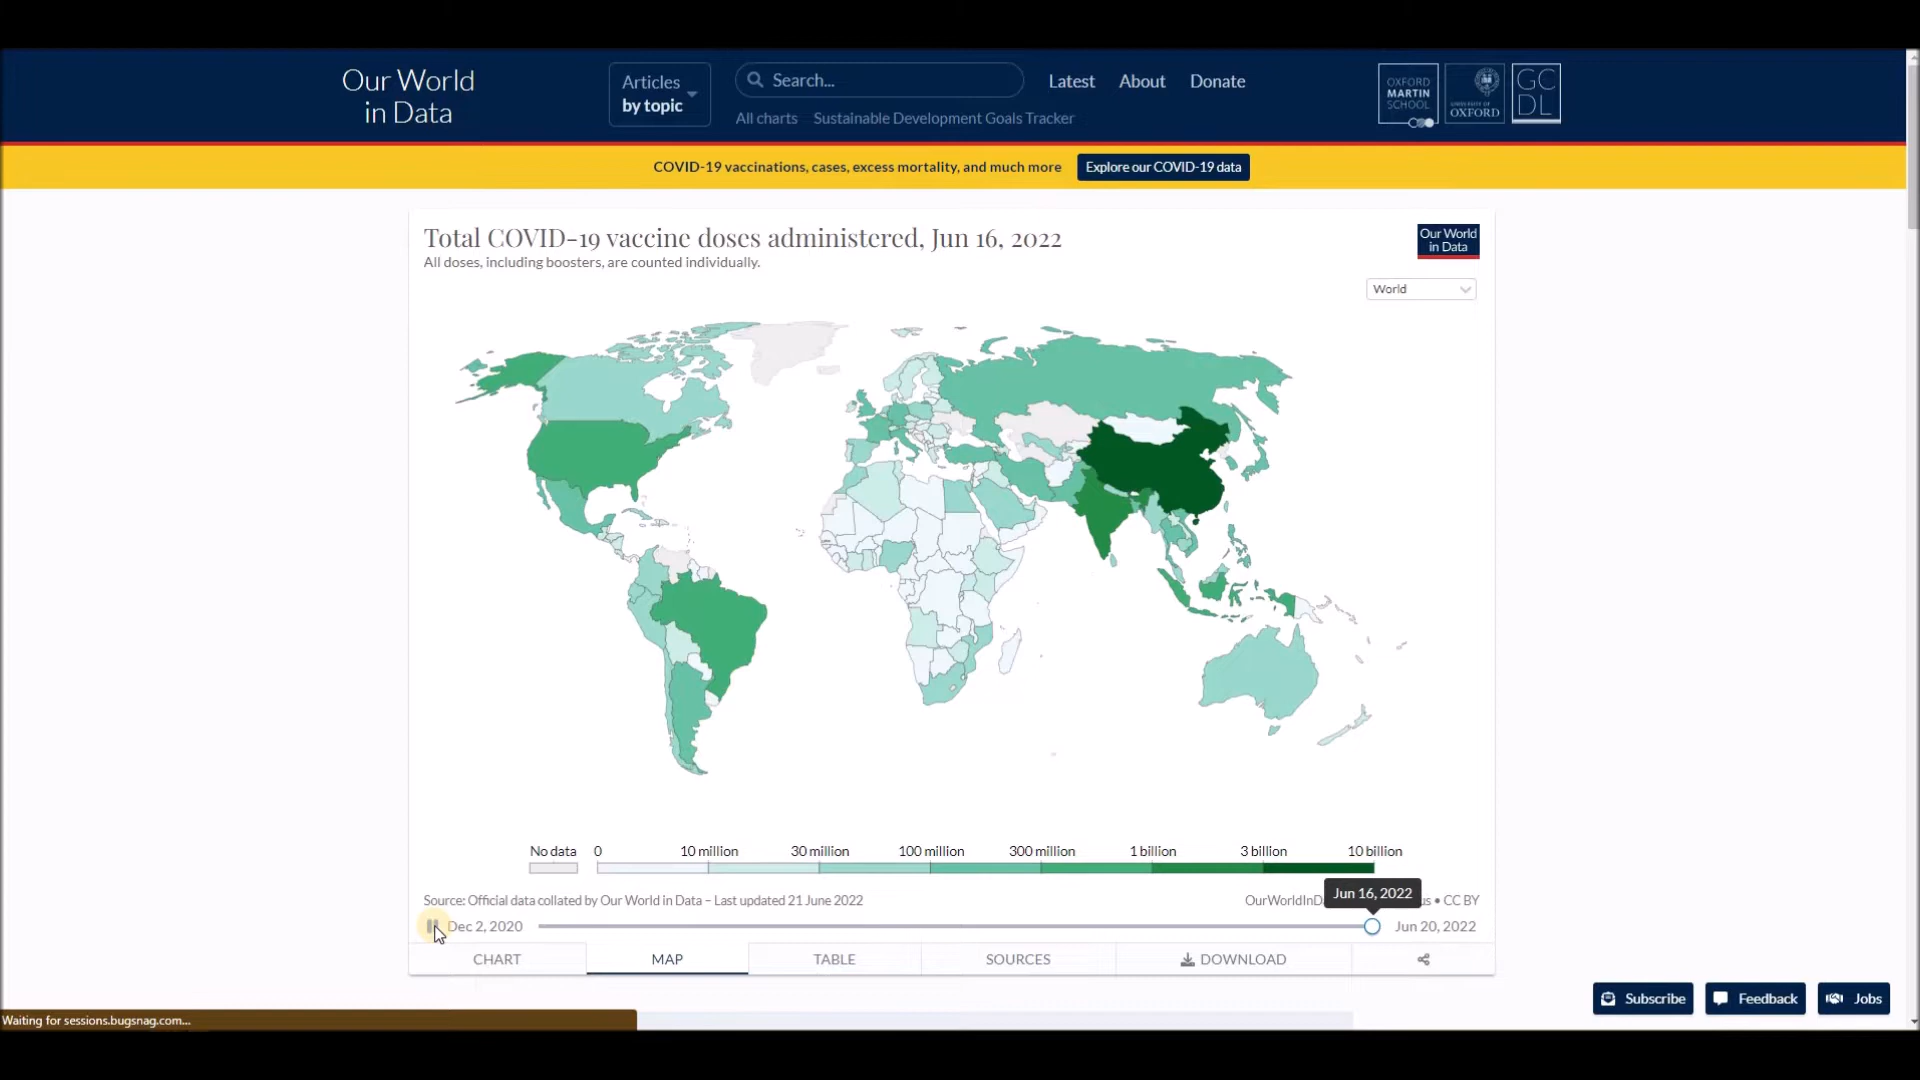 Our World
in Data
Articles
by topic
Search...
Latest
About
Donate
All charts
Sustainable Development Goals Tracker
OXFORD
MARTIN
SCHOOL
UNIVERSITY OF
OXFORD
GC
DL
COVID-19 vaccinations, cases, excess mortality, and much more
Explore our COVID-19 data
Total COVID-19 vaccine doses administered, Jun 16, 2022
All doses, including boosters, are counted individually.
Our World
in Data
World
No data
0
10 million
30 million
100 million
300 million
1 billion
3 billion
10 billion
Jun 16, 2022
Source: Official data collated by Our World in Data – Last updated 21 June 2022
OurWorldInD
• CC BY
Dec 2, 2020
Jun 20, 2022
CHART
MAP
TABLE
SOURCES
DOWNLOAD
Subscribe
Feedback
Jobs
Waiting for sessions.bugsnag.com...